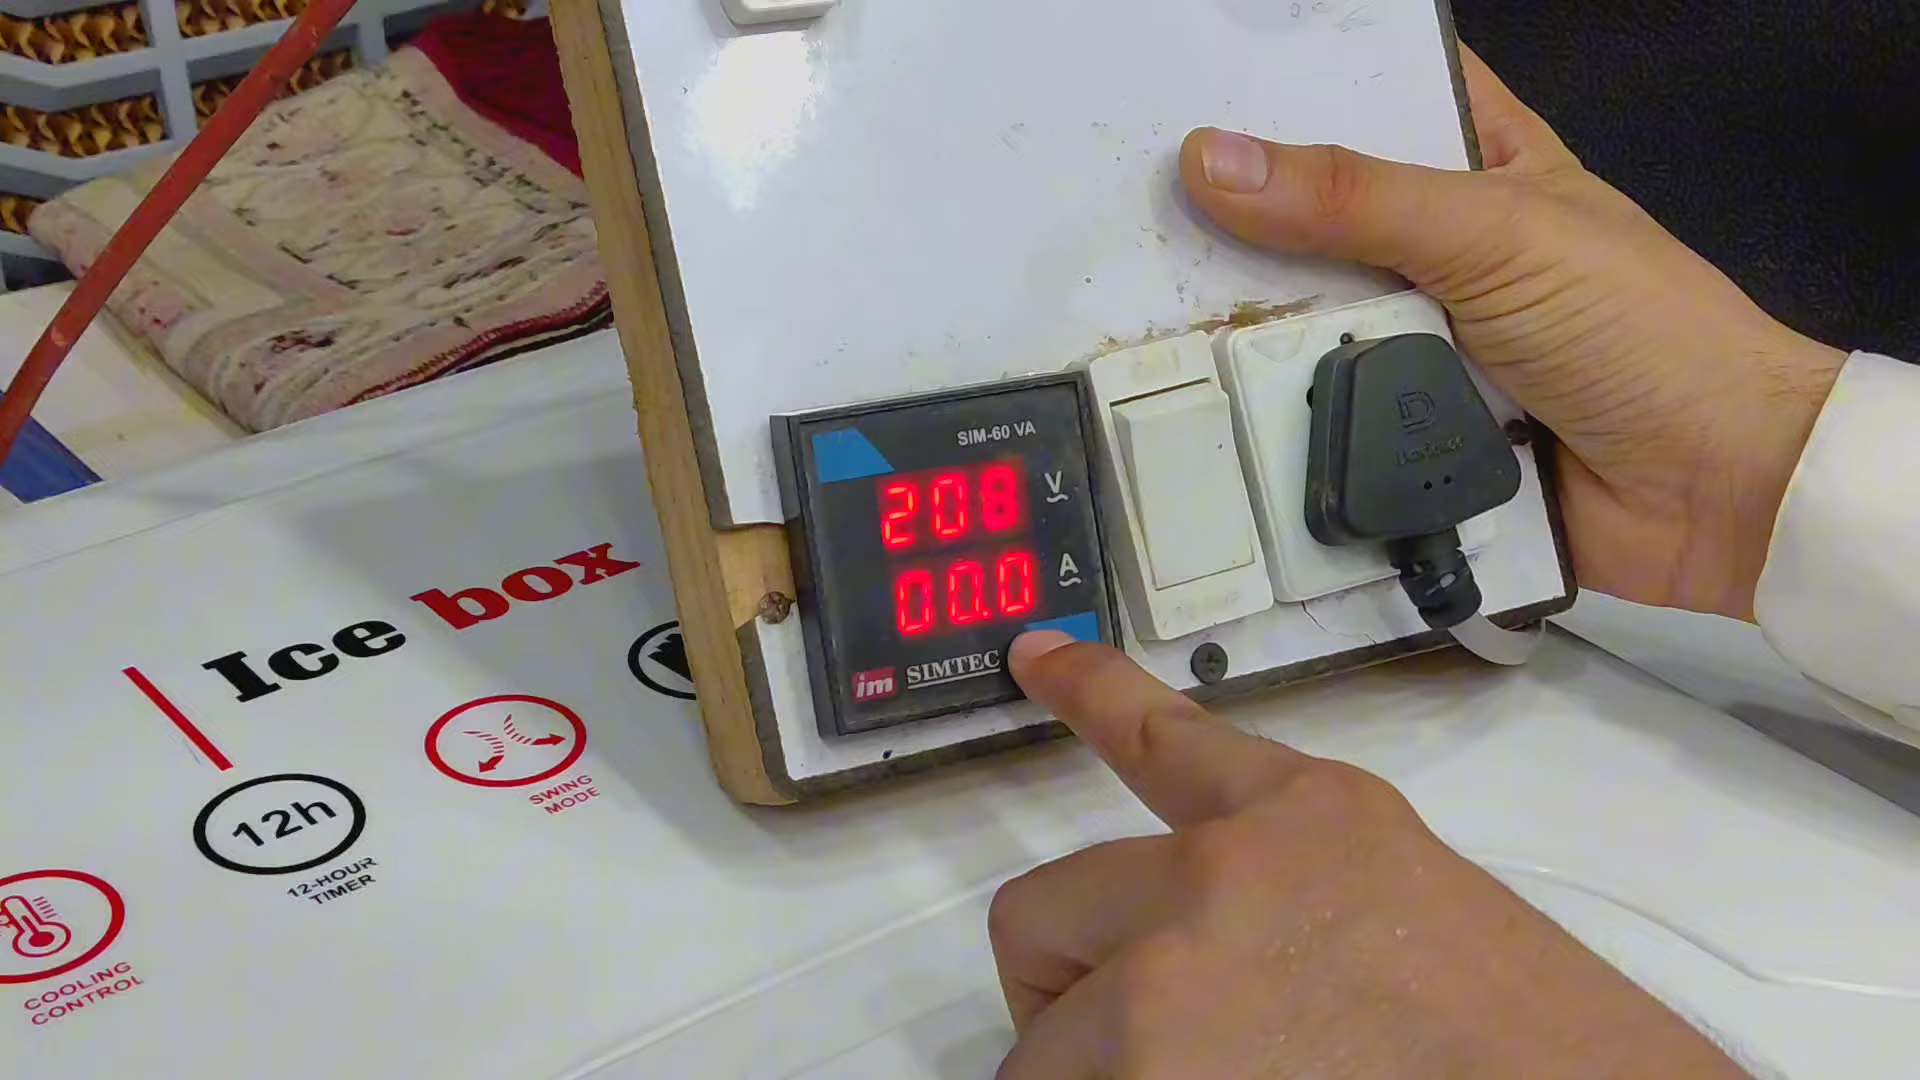 SIM-60 VA
208 V
00.0 A
im SIMTEC
Ice box
12h
12-HOUR
TIMER
SWING
MODE
COOLING
CONTROL